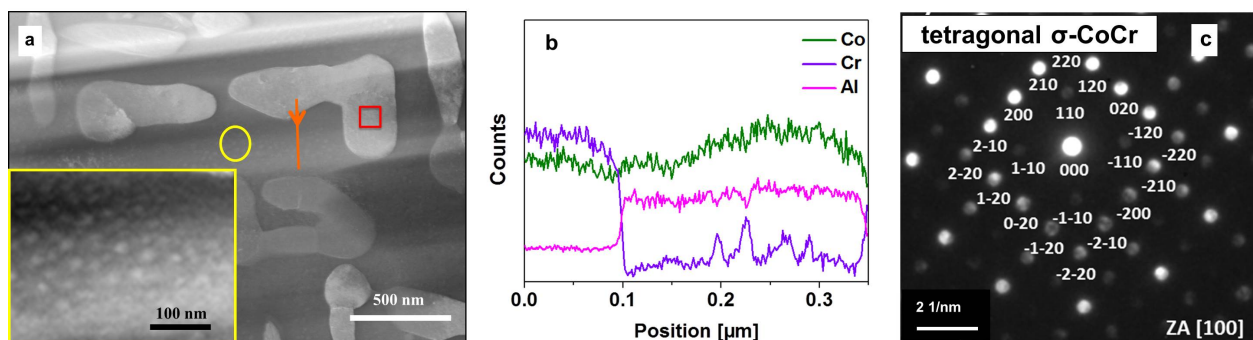 a
100 nm
500 nm
b
Co
Cr
Al
Counts
0.0 0.1 0.2 0.3
Position [µm]
tetragonal σ-CoCr
c
220
210
120
110
020
200
-120
2-10
1-10
000
-110
-220
2-20
-210
1-20
-200
0-20
-1-10
-1-20
-2-10
-2-20
2 1/nm
ZA [100]